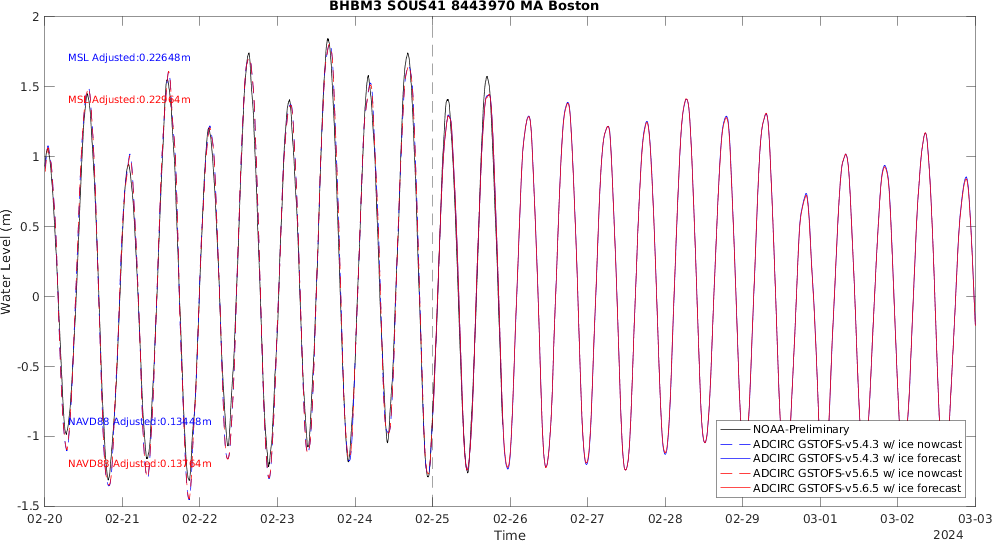 BHBM3 SOUS41 8443970 MA Boston
Water Level (m)
2
1.5
1
0.5
0
-0.5
-1
-1.5
MSL Adjusted:0.22648m
MSL Adjusted:0.22964m
NAVD88 Adjusted:0.13448m
NAVD88 Adjusted:0.13764m
NOAA-Preliminary
ADCIRC GSTOFS-v5.4.3 w/ ice nowcast
ADCIRC GSTOFS-v5.4.3 w/ ice forecast
ADCIRC GSTOFS-v5.6.5 w/ ice nowcast
ADCIRC GSTOFS-v5.6.5 w/ ice forecast
02-20 02-21 02-22 02-23 02-24 02-25 02-26 02-27 02-28 02-29 03-01 03-02 03-03
Time
2024